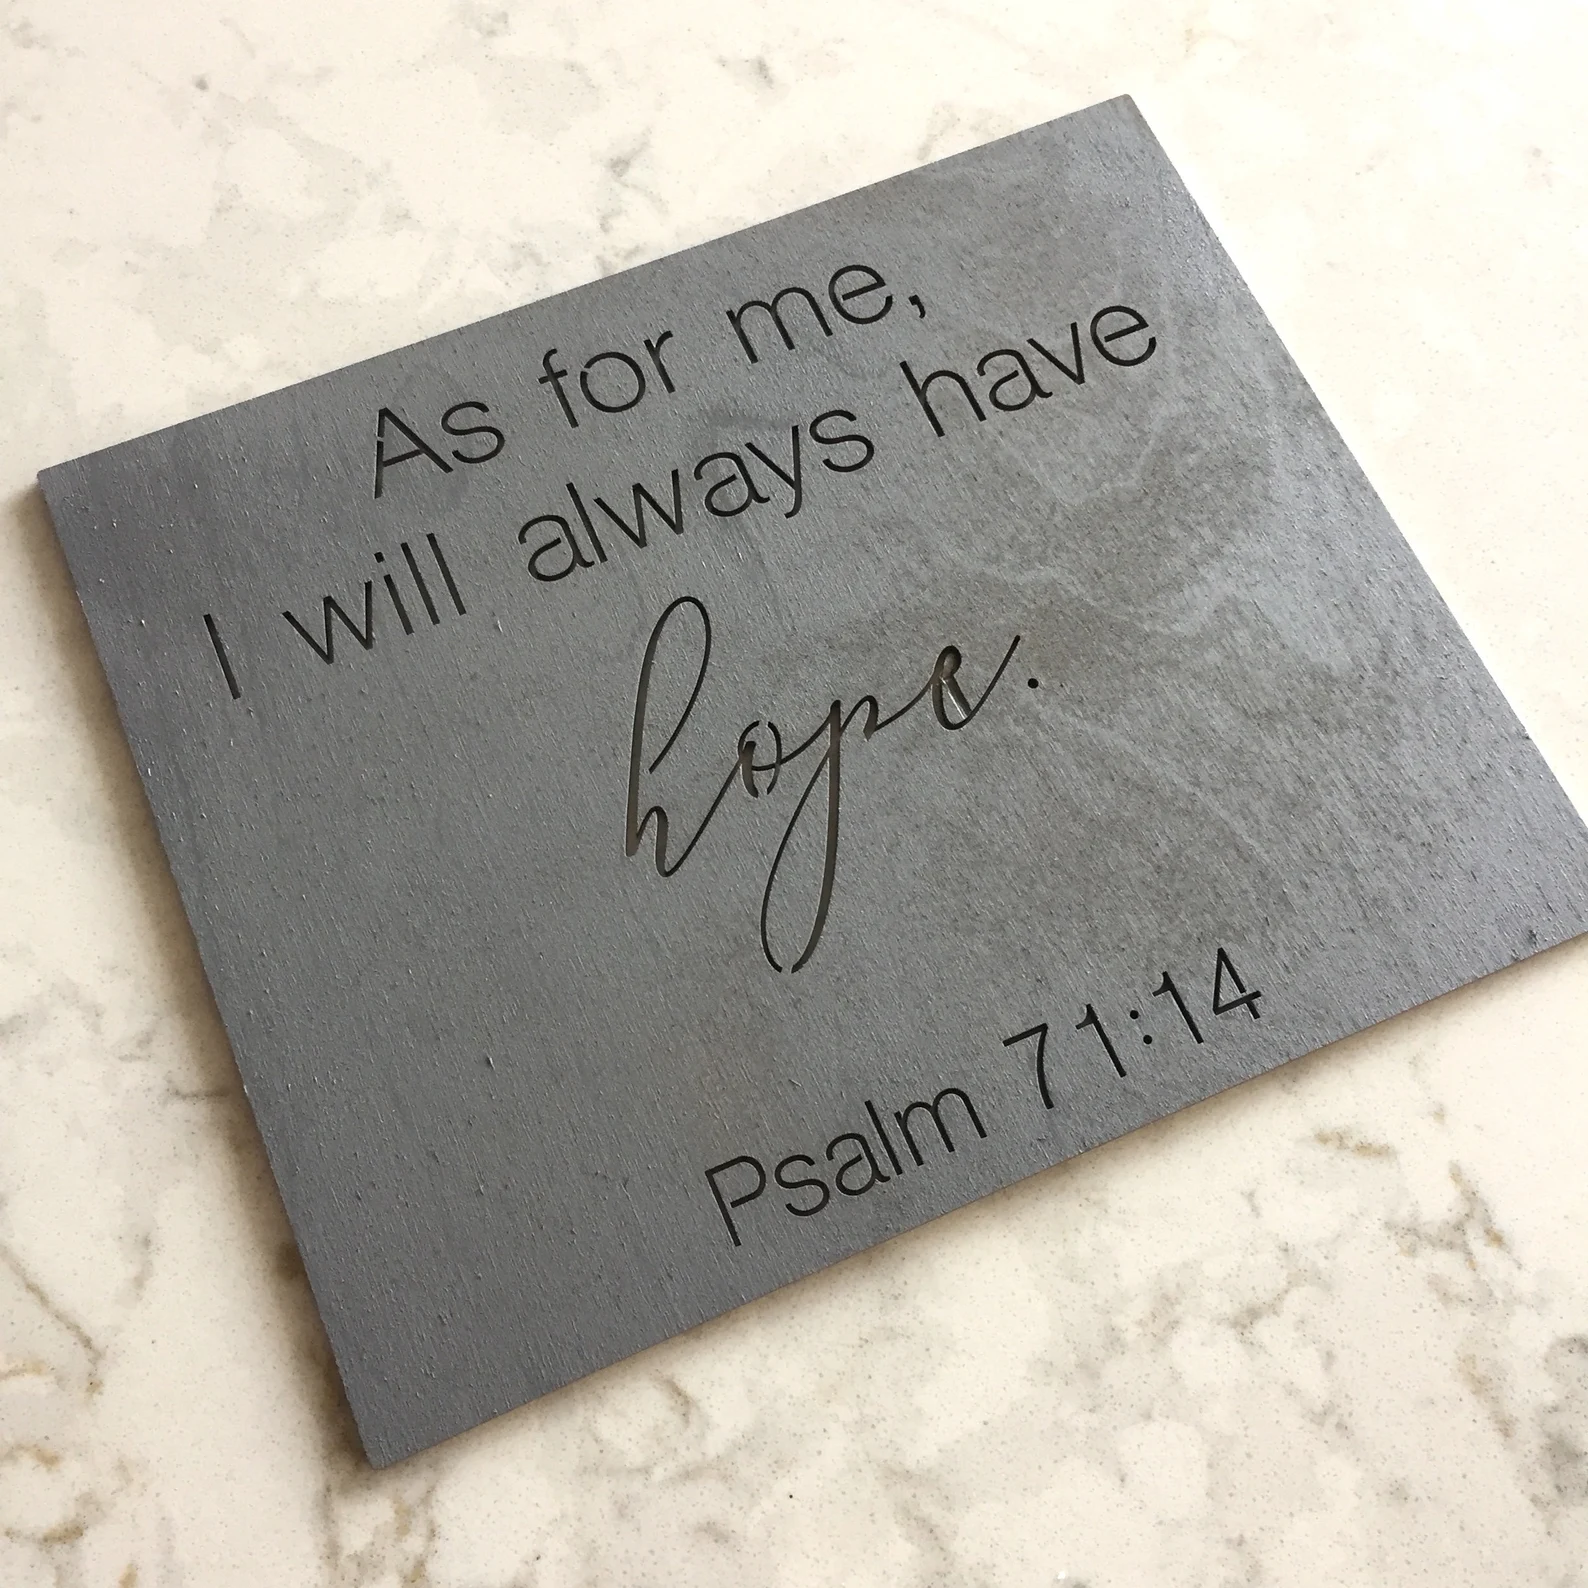 As for me,
I will always have
hope.
Psalm 71:14